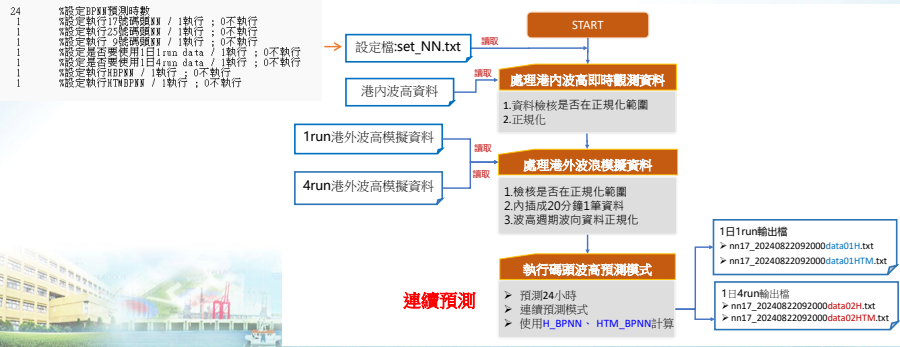 24 %設定BPNN預測時數
1 %設定執行17號碼頭NN / 1執行 ; 0不執行
1 %設定執行25號碼頭NN / 1執行 ; 0不執行
1 %設定執行 9號碼頭NN / 1執行 ; 0不執行
1 %設定是否要使用1日1run data / 1執行 ; 0不執行
1 %設定是否要使用1日4run data / 1執行 ; 0不執行
1 %設定執行HBPNN / 1執行 ; 0不執行
1 %設定執行HTMBPNN / 1執行 ; 0不執行
START
設定檔:set_NN.txt
讀取
讀取
處理港內波高即時觀測資料
港內波高資料
1.資料檢核是否在正規化範圍
2.正規化
1run港外波高模擬資料
讀取
處理港外波浪模擬資料
讀取
4run港外波高模擬資料
1.檢核是否在正規化範圍
2.內插成20分鐘1筆資料
3.波高週期波向資料正規化
1日1run輸出檔
➢ nn17_20240822092000data01H.txt
➢ nn17_20240822092000data01HTM.txt
執行碼頭波高預測模式
連續預測
➢ 預測24小時
➢ 連續預測模式
➢ 使用H_BPNN、HTM_BPNN計算
1日4run輸出檔
➢ nn17_20240822092000data02H.txt
➢ nn17_20240822092000data02HTM.txt